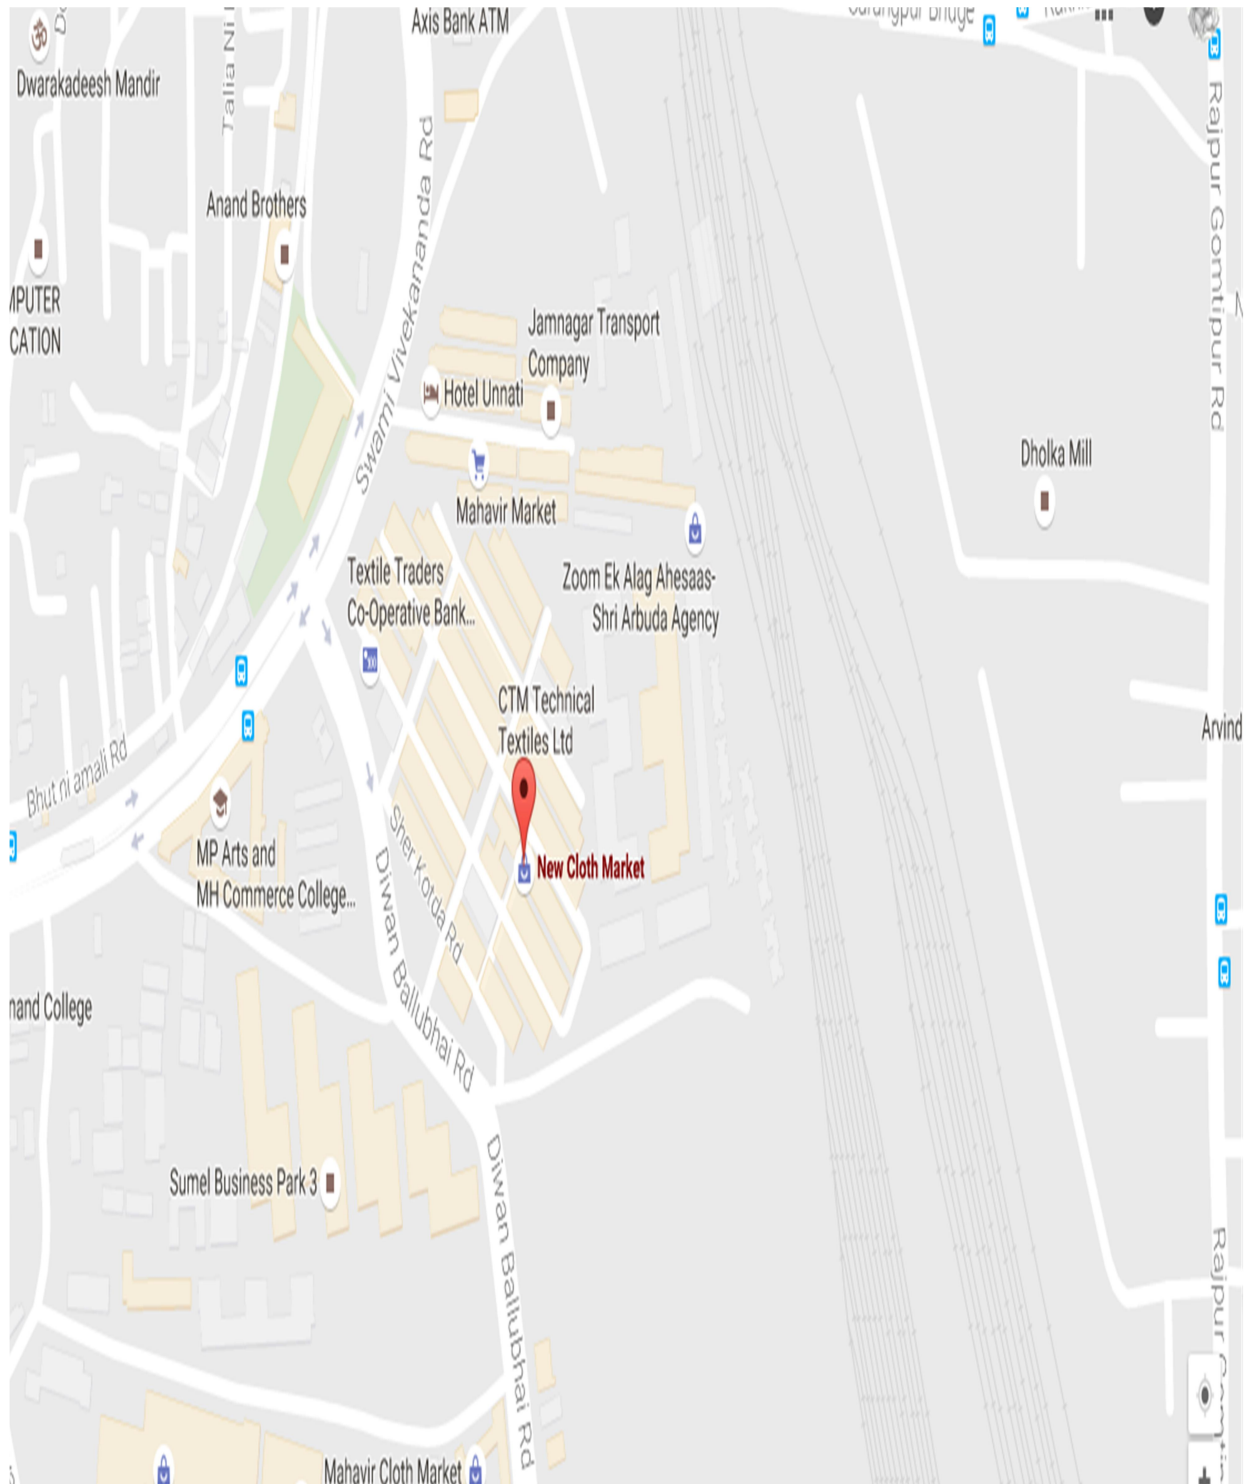 Axis Bank ATM
Dwarakadeesh Mandir
Talia Ni
Rajpur Gomtipur Rd
Swami Vivekananda Rd
Anand Brothers
Jamnagar Transport
Company
Hotel Unnati
Dholka Mill
Mahavir Market
Textile Traders
Co-Operative Bank...
Zoom Ek Alag Ahesaas-
Shri Arbuda Agency
CTM Technical
Textiles Ltd
Arvind
Bhut ni amali Rd
MP Arts and
MH Commerce College...
Sher Kotda Rd
New Cloth Market
Diwan Ballubhai Rd
College
Sumel Business Park 3
Diwan Ballubhai Rd
Rajpur
Mahavir Cloth Market